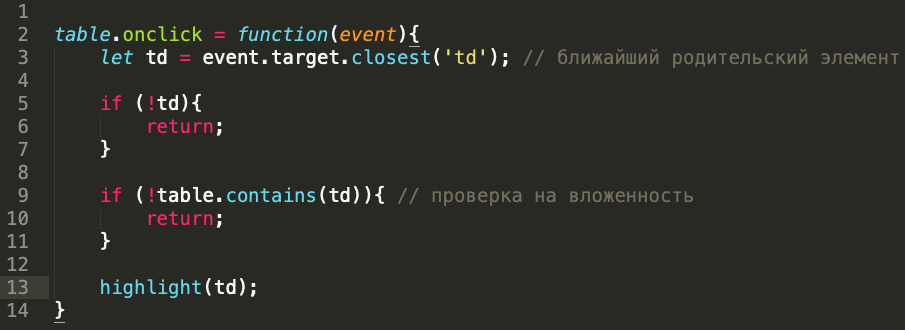 1
2 table.onclick = function(event){
3     let td = event.target.closest('td'); // ближайший родительский элемент
4
5     if (!td){
6         return;
7     }
8
9     if (!table.contains(td)){ // проверка на вложенность
10         return;
11     }
12
13     highlight(td);
14 }